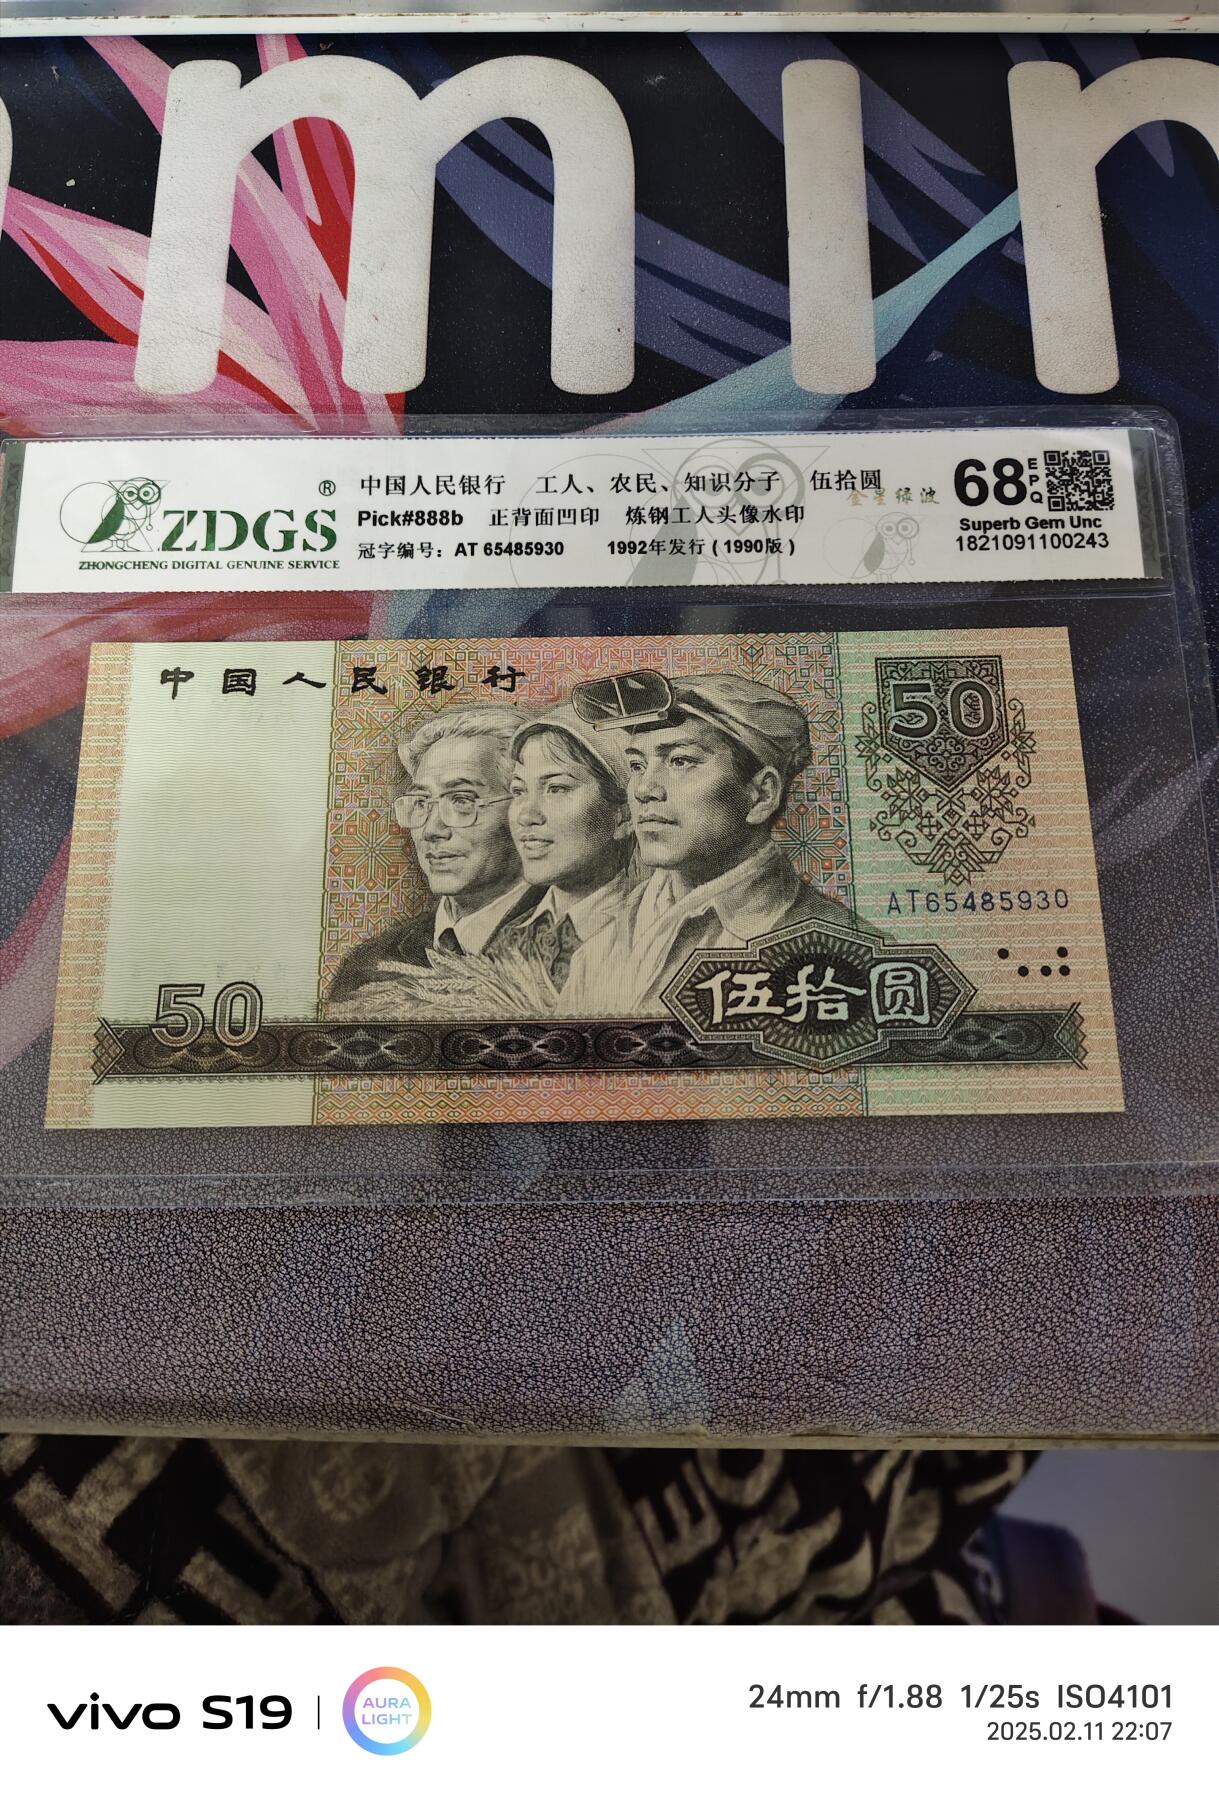 min
ZDGS®
ZHONGCHENG DIGITAL GENUINE SERVICE
中国人民银行 工人、农民、知识分子 伍拾圆
金星绿波
Pick#888b 正背面凹印 炼钢工人头像水印
冠字编号: AT 65485930 1992年发行 ( 1990版 )
68
EPQ
Superb Gem Unc
1821091100243
中国人民银行
50
AT65485930
50
伍拾圆
vivo S19
AURA
LIGHT
24mm f/1.88 1/25s ISO4101
2025.02.11 22:07